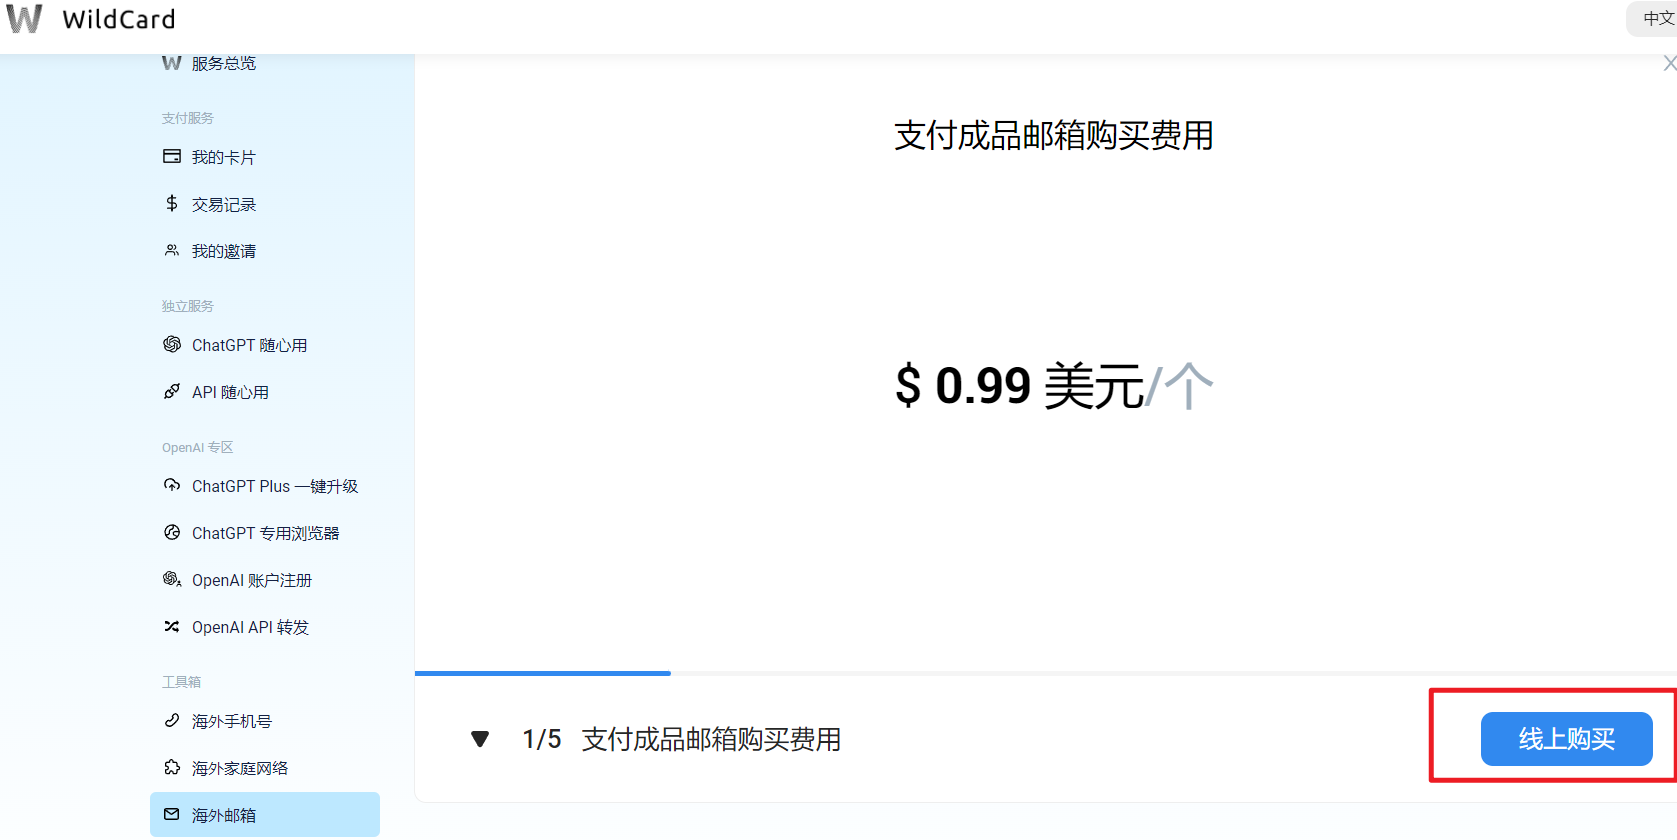 WildCard
中文
服务总览
支付服务
我的卡片
交易记录
我的邀请
独立服务
ChatGPT 随心用
API 随心用
OpenAI 专区
ChatGPT Plus 一键升级
ChatGPT 专用浏览器
OpenAI 账户注册
OpenAI API 转发
工具箱
海外手机号
海外家庭网络
海外邮箱
支付成品邮箱购买费用
$ 0.99 美元/个
1/5 支付成品邮箱购买费用
线上购买